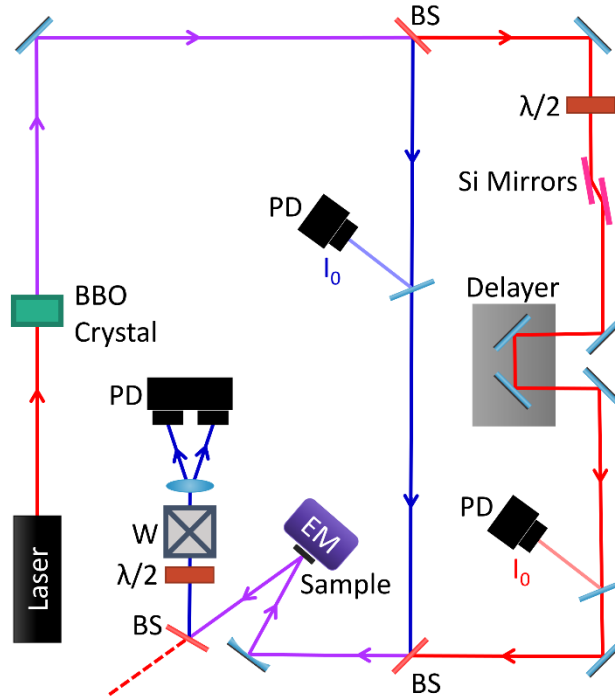 BS
λ/2
Si Mirrors
PD
I₀
BBO
Crystal
Delayer
PD
EM
PD
W
Sample
I₀
λ/2
Laser
BS
BS